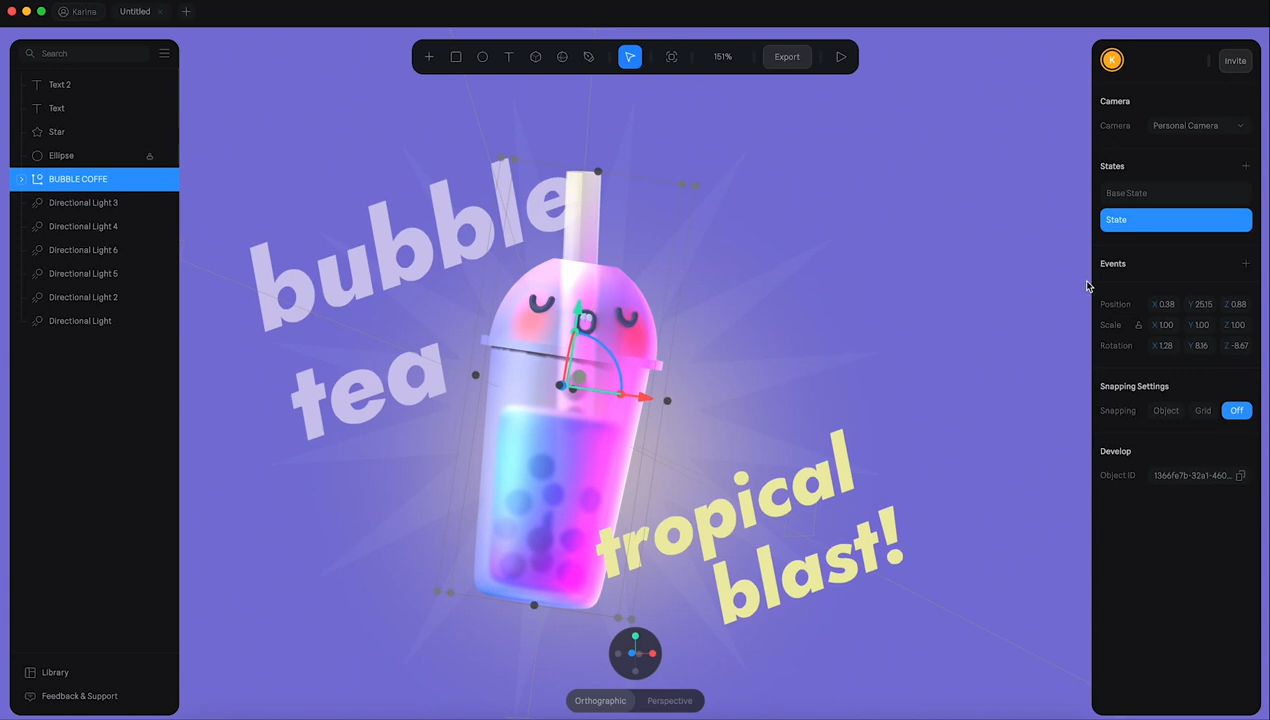 Karina
Untitled
Search
Text 2
Text
Star
Ellipse
BUBBLE COFFE
Directional Light 3
Directional Light 4
Directional Light 6
Directional Light 5
Directional Light 2
Directional Light
Library
Feedback & Support
151%
Export
bubble
tea
tropical
blast!
Orthographic
Perspective
K
Invite
Camera
Camera Personal Camera
States
Base State
State
Events
Position X 0.38 Y 25.15 Z 0.88
Scale X 1.00 Y 1.00 Z 1.00
Rotation X 1.28 Y 8.16 Z -8.67
Snapping Settings
Snapping Object Grid Off
Develop
Object ID 1366fe7b-32a1-460...